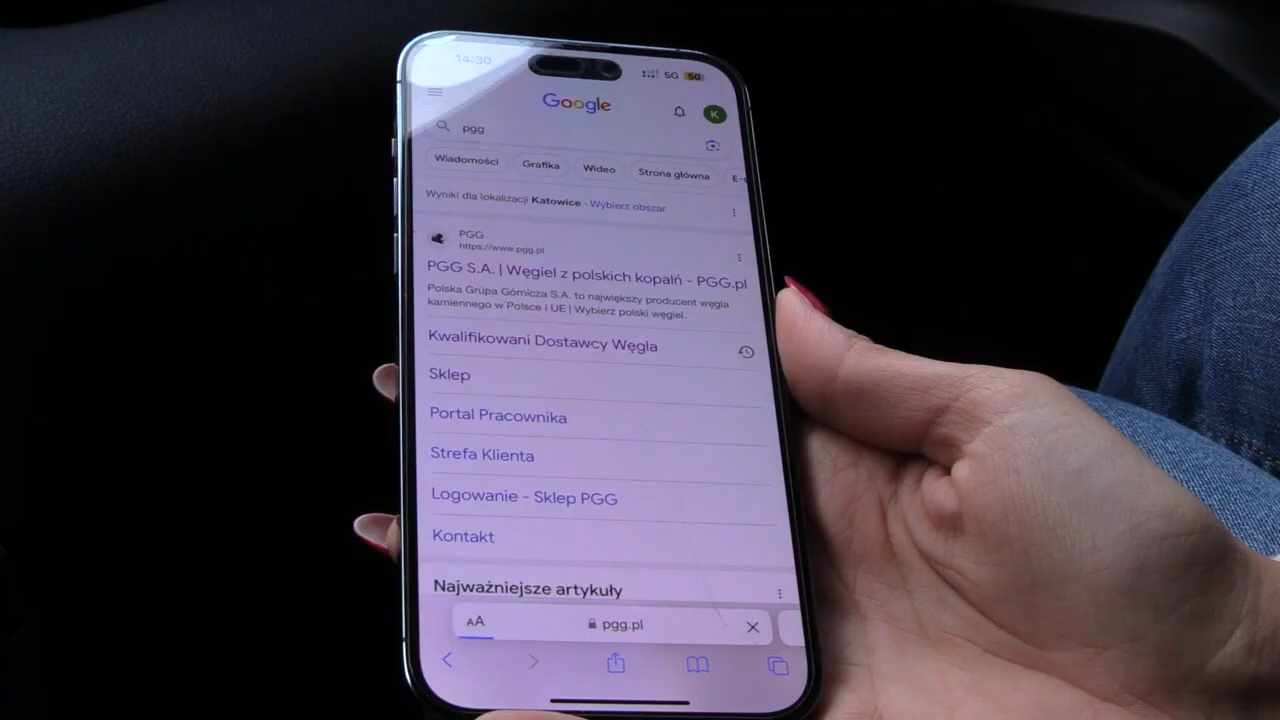 14:30
5G 50
Google
K
pgg
Wiadomości Grafika Wideo Strona główna
Wyniki dla lokalizacji Katowice - Wybierz obszar
PGG
https://www.pgg.pl
PGG S.A. | Węgiel z polskich kopalń - PGG.pl
Polska Grupa Górnicza S.A. to największy producent węgla
kamiennego w Polsce i UE | Wybierz polski węgiel.
Kwalifikowani Dostawcy Węgla
Sklep
Portal Pracownika
Strefa Klienta
Logowanie - Sklep PGG
Kontakt
Najważniejsze artykuły
AA pgg.pl